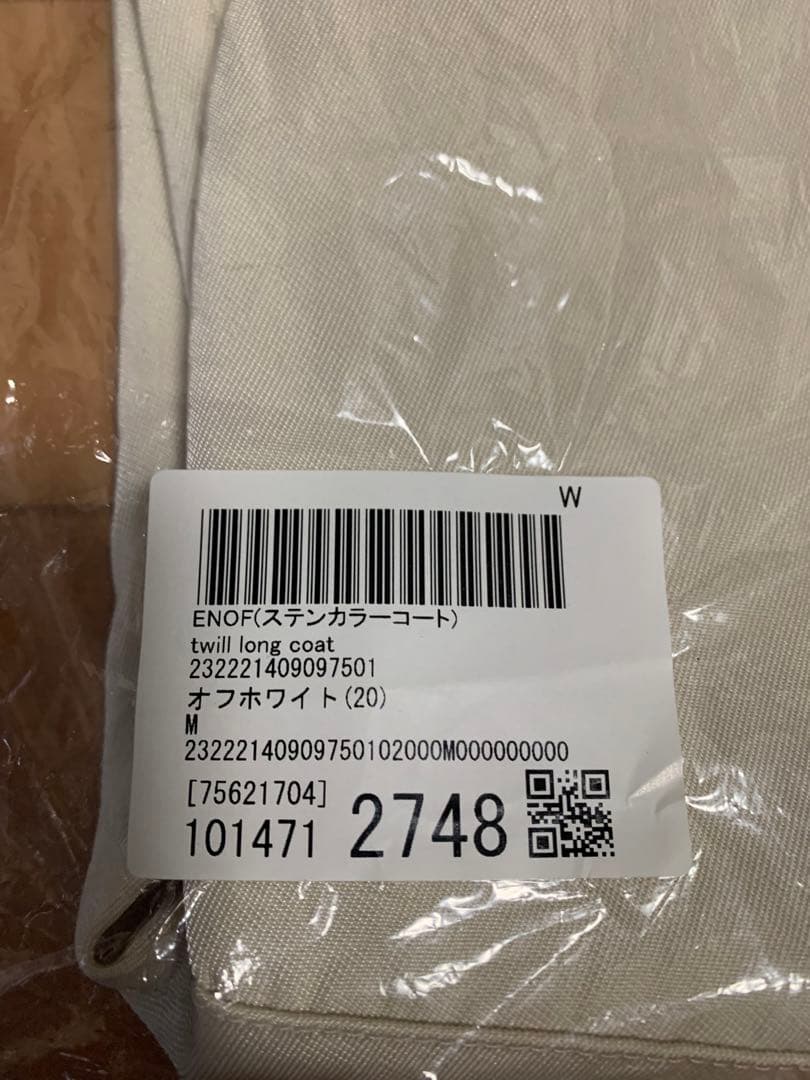 W
ENOF(ステンカラーコート)
twill long coat
232221409097501
オフホワイト(20)
M
23222140909750102000M000000000
[75621704]
101471 2748